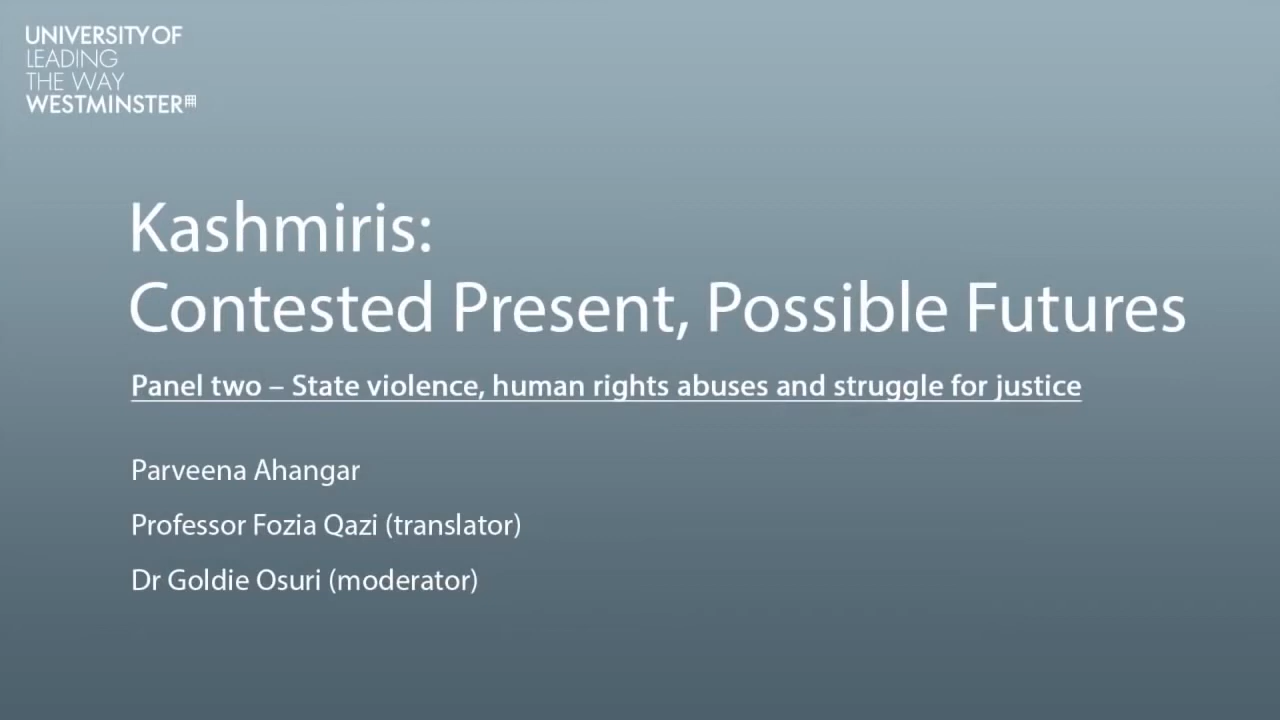 UNIVERSITY OF
LEADING
THE WAY
WESTMINSTER
Kashmiris:
Contested Present, Possible Futures
Panel two – State violence, human rights abuses and struggle for justice
Parveena Ahangar
Professor Fozia Qazi (translator)
Dr Goldie Osuri (moderator)